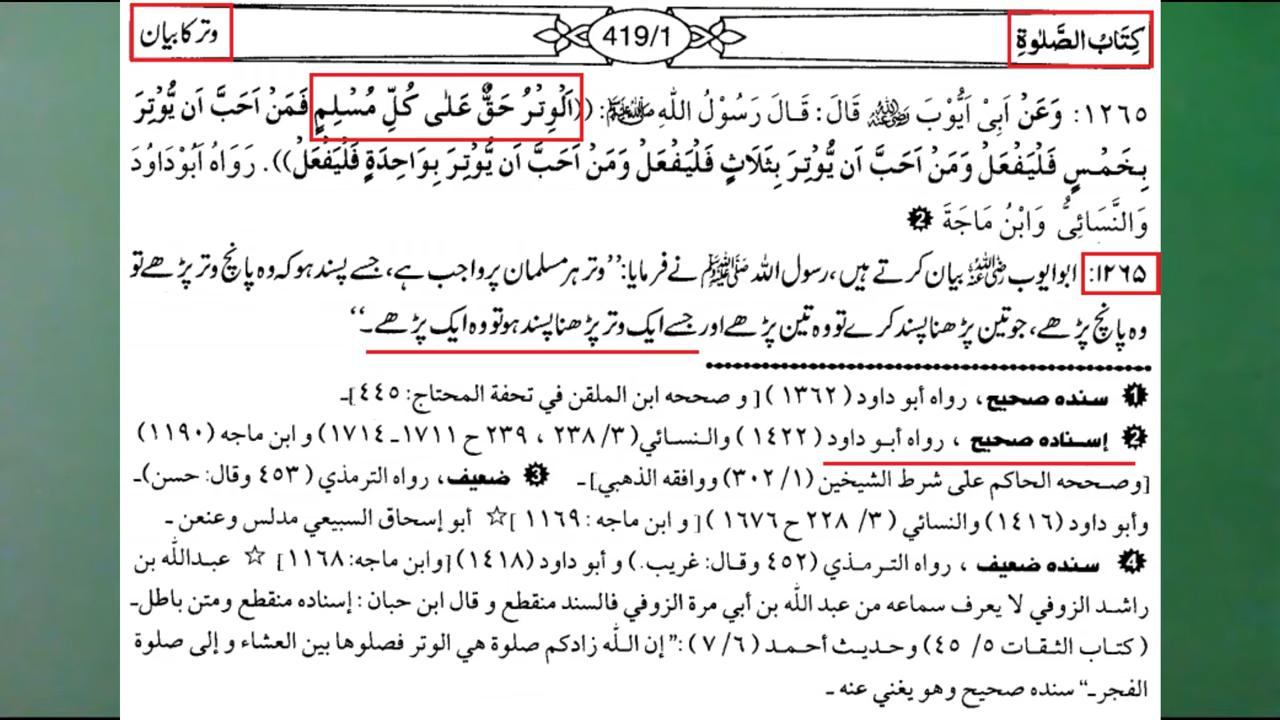 كِتَابُ الصَّلٰوةِ 419/1 وتر کا بیان
١٢٦٥: وَعَنْ اَبِیْ اَیُّوْبَ رضی اللہ عنہ قَالَ: قَالَ رَسُوْلُ اللهِ ﷺ: ((اَلْوِتْرُ حَقٌّ عَلٰی كُلِّ مُسْلِمٍ فَمَنْ اَحَبَّ اَن یُّوْتِرَ
بِخَمْسٍ فَلْیَفْعَلْ وَمَنْ اَحَبَّ اَن یُّوْتِرَ بِثَلَاثٍ فَلْیَفْعَلْ وَمَنْ اَحَبَّ اَن یُّوْتِرَ بِوَاحِدَةٍ فَلْیَفْعَلْ)). رَوَاهُ اَبُوْدَاوُدَ
وَالنَّسَائِیُّ وَابْنُ مَاجَةَ 2
۱۲۶۵: ابوایوب رضی اللہ عنہ بیان کرتے ہیں، رسول اللہ ﷺ نے فرمایا: ’’وتر ہر مسلمان پر واجب ہے، جسے پسند ہو کہ وہ پانچ وتر پڑھے تو
وہ پانچ پڑھے، جو تین پڑھنا پسند کرے تو وہ تین پڑھے اور جسے ایک وتر پڑھنا پسند ہو تو وہ ایک پڑھے۔‘‘
1 سنده صحيح، رواه أبو داود (١٣٦٢) [و صححه ابن الملقن في تحفة المحتاج: ٤٤٥]۔
2 إسناده صحيح، رواه أبو داود (١٤٢٢) والنسائي (٣/ ٢٣٨، ٢٣٩ ح ١٧١١۔ ١٧١٤) و ابن ماجه (١١٩٠)
[وصححه الحاكم على شرط الشيخين (١/ ٣٠٢) ووافقه الذهبي]۔ 3 ضعيف، رواه الترمذي (٤٥٣ وقال: حسن)۔
وأبو داود (١٤١٦) والنسائي (٣/ ٢٢٨ ح ١٦٧٦) [و ابن ماجه: ١١٦٩] ☆ أبو إسحاق السبيعي مدلس وعنعن۔
4 سنده ضعيف، رواه الترمذي (٤٥٢ وقال: غريب.) و أبو داود (١٤١٨) [وابن ماجه: ١١٦٨] ☆ عبدالله بن
راشد الزوفي لا يعرف سماعه من عبد الله بن أبي مرة الزوفي فالسند منقطع و قال ابن حبان: إسناده منقطع ومتن باطل۔
(كتاب الثقات ٥/ ٤٥) وحديث أحمد (٦/ ٧): ”إن الله زادكم صلوة هي الوتر فصلوها بين العشاء و إلى صلوة
الفجر۔“ سنده صحيح وهو يغني عنه۔